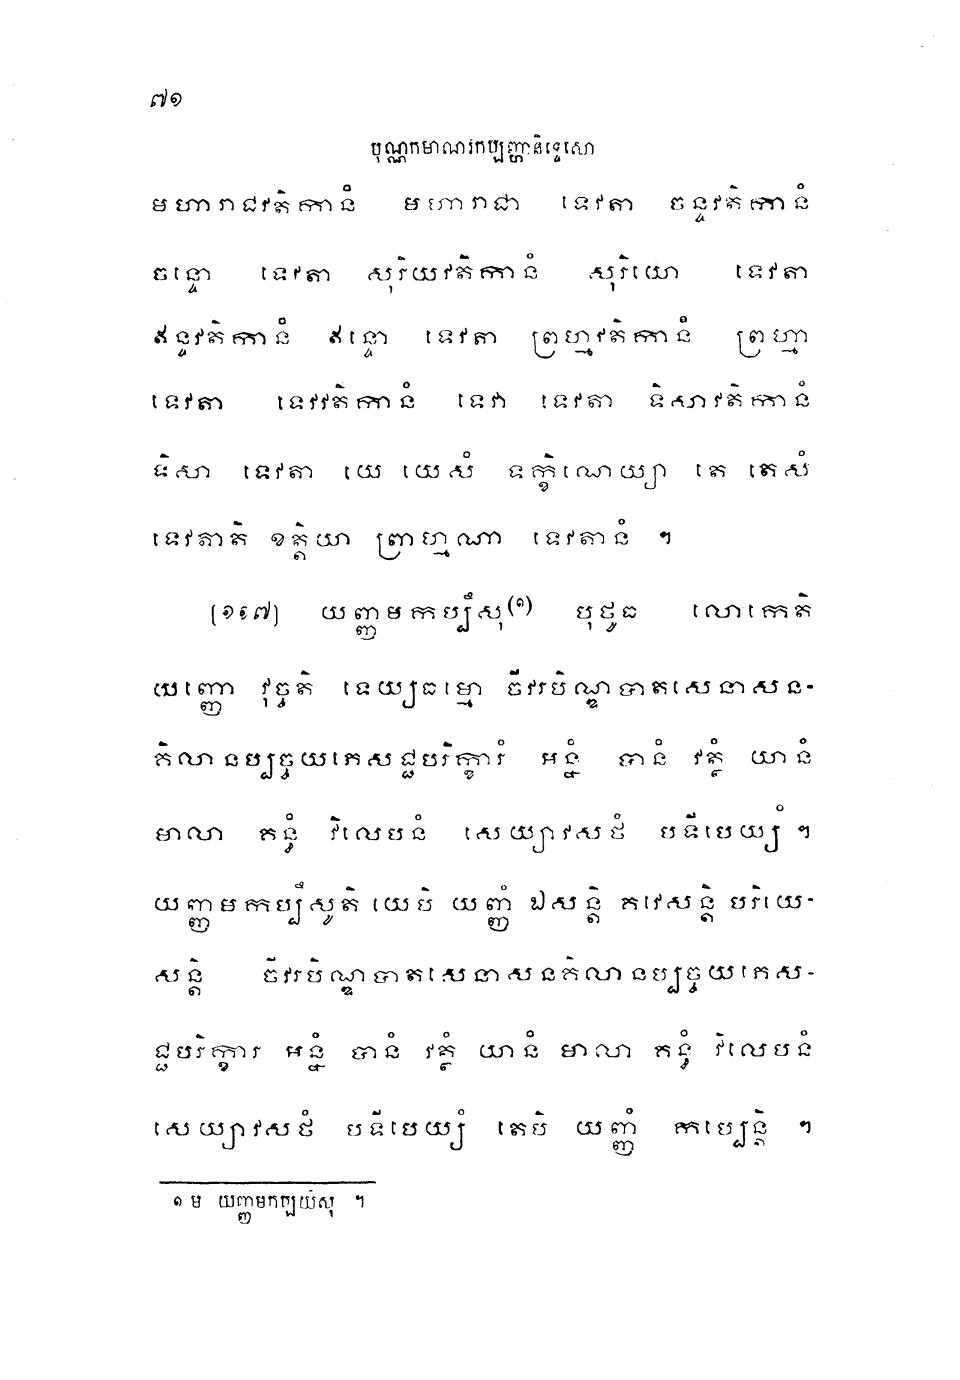 ៧១
បុណ្ណកមាណវកប្បញ្ហានិទ្ទេសោ
មហារាជវតិកានំ មហារាជា ទេវតា ចន្ទវតិកានំ
ចន្ទោ ទេវតា សុរិយវតិកានំ សុរិយោ ទេវតា
ឥន្ទវតិកានំ ឥន្ទោ ទេវតា ព្រហ្មវតិកានំ ព្រហ្មា
ទេវតា ទេវវតិកានំ ទេវា ទេវតា ទិសាវតិកានំ
ទិសា ទេវតា យេ យេសំ ទក្ខិណេយ្យា តេ តេសំ
ទេវតាតិ ខត្តិយា ព្រាហ្មណា ទេវតានំ ។
[១៤៧] យញ្ញមកប្បឹសុ(១) បុថូធ លោកេតិ
យញ្ញោ វុច្ចតិ ទេយ្យធម្មោ ចីវរបិណ្ឌបាតសេនាសន-
គិលានប្បច្ចយភេសជ្ជបរិក្ខារំ អន្នំ បានំ វត្ថំ យានំ
មាលា គន្ធំ វិលេបនំ សេយ្យាវសថំ បទីបេយ្យំ ។
យញ្ញមកប្បឹសូតិ យេបិ យញ្ញំ ឯសន្តិ គវេសន្តិ បរិយេ-
សន្តិ ចីវរបិណ្ឌបាតសេនាសនគិលានប្បច្ចយភេស-
ជ្ជបរិក្ខារ អន្នំ បានំ វត្ថំ យានំ មាលា គន្ធំ វិលេបនំ
សេយ្យាវសថំ បទីបេយ្យំ តេបិ យញ្ញំ កប្បេន្តិ ។
១ ម យញ្ញមកប្បយឹសុ ។